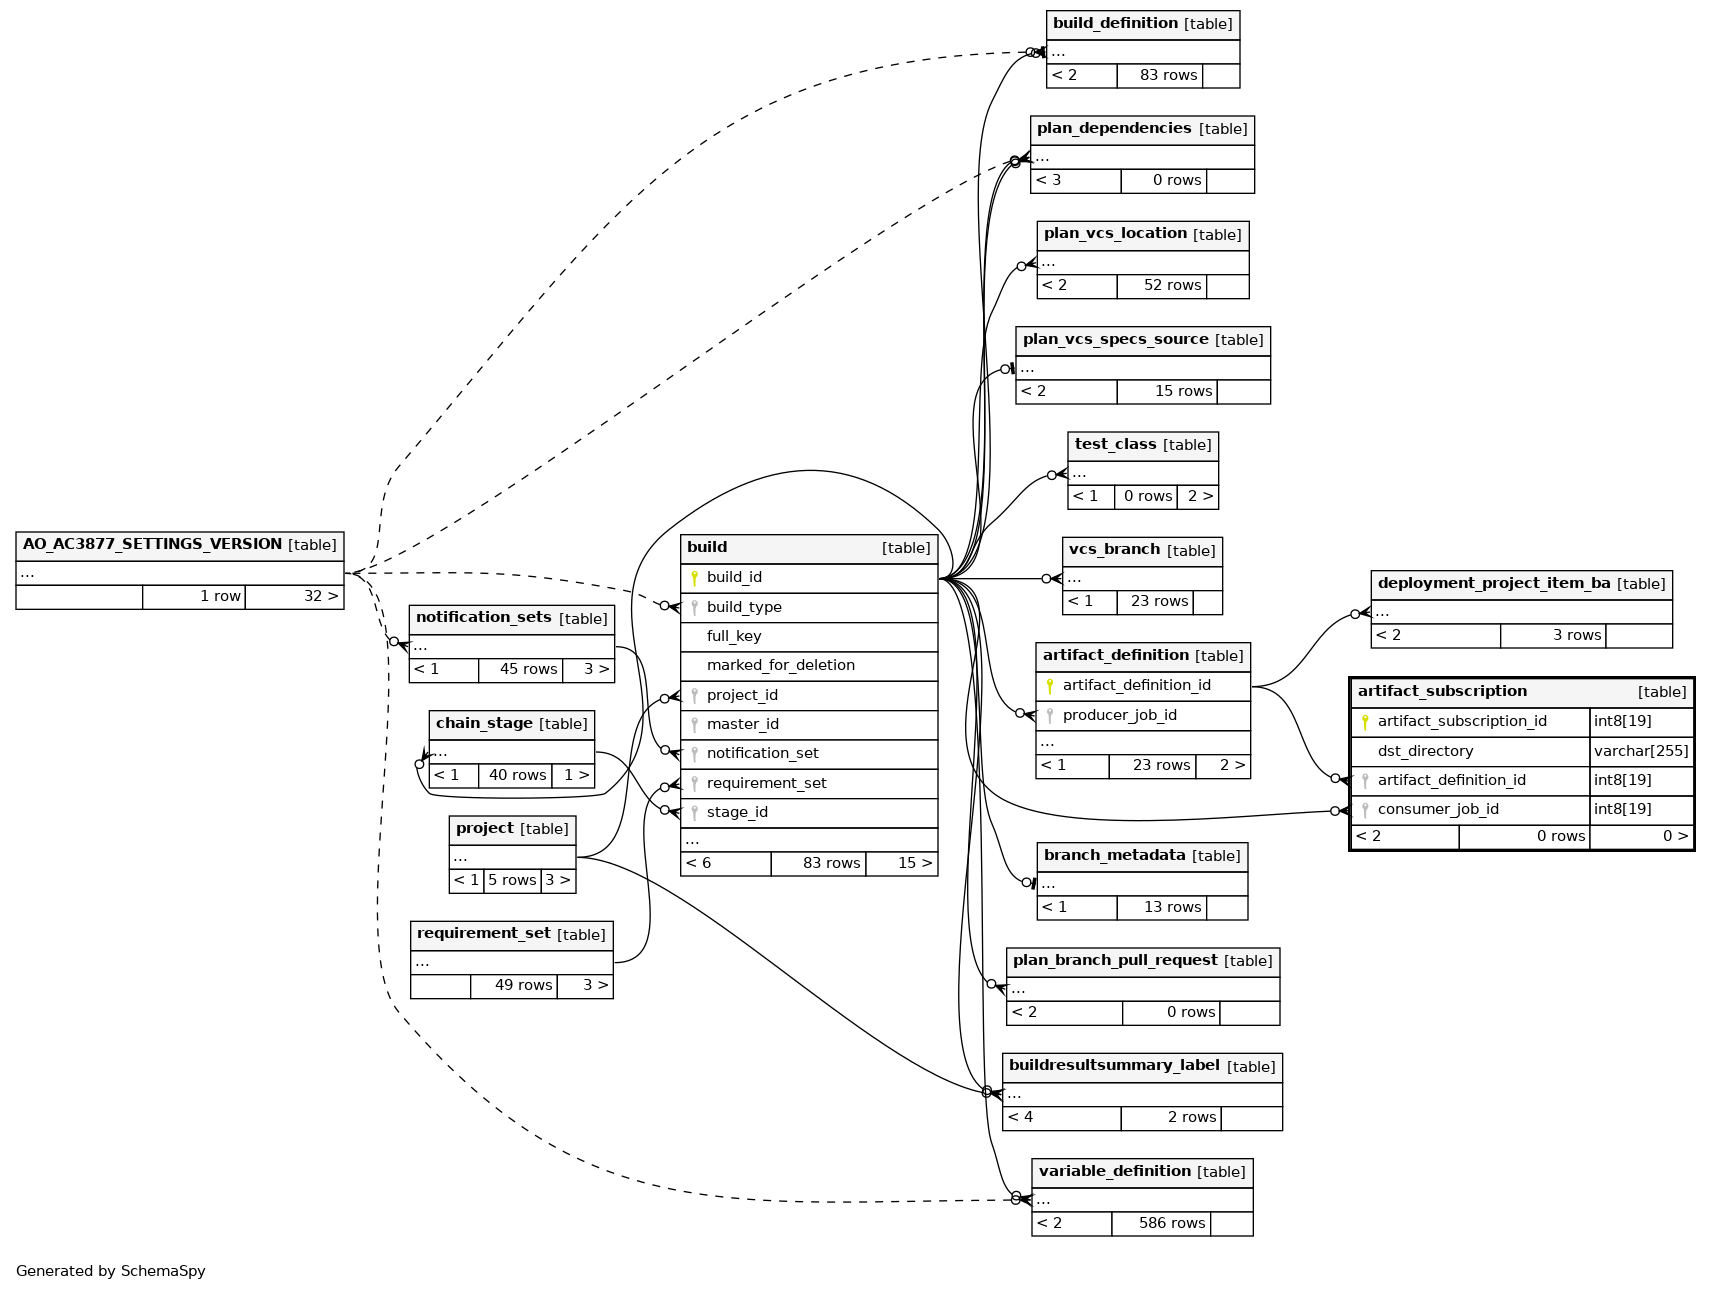 build_definition [table]
...
< 2 83 rows
plan_dependencies [table]
...
< 3 0 rows
plan_vcs_location [table]
...
< 2 52 rows
plan_vcs_specs_source [table]
...
< 2 15 rows
test_class [table]
...
< 1 0 rows 2 >
vcs_branch [table]
...
< 1 23 rows
AO_AC3877_SETTINGS_VERSION [table]
...
1 row 32 >
notification_sets [table]
...
< 1 45 rows 3 >
chain_stage [table]
...
< 1 40 rows 1 >
project [table]
...
< 1 5 rows 3 >
requirement_set [table]
...
49 rows 3 >
build [table]
build_id
build_type
full_key
marked_for_deletion
project_id
master_id
notification_set
requirement_set
stage_id
...
< 6 83 rows 15 >
artifact_definition [table]
artifact_definition_id
producer_job_id
...
< 1 23 rows 2 >
deployment_project_item_ba [table]
...
< 2 3 rows
artifact_subscription [table]
artifact_subscription_id int8[19]
dst_directory varchar[255]
artifact_definition_id int8[19]
consumer_job_id int8[19]
< 2 0 rows 0 >
branch_metadata [table]
...
< 1 13 rows
plan_branch_pull_request [table]
...
< 2 0 rows
buildresultsummary_label [table]
...
< 4 2 rows
variable_definition [table]
...
< 2 586 rows
Generated by SchemaSpy